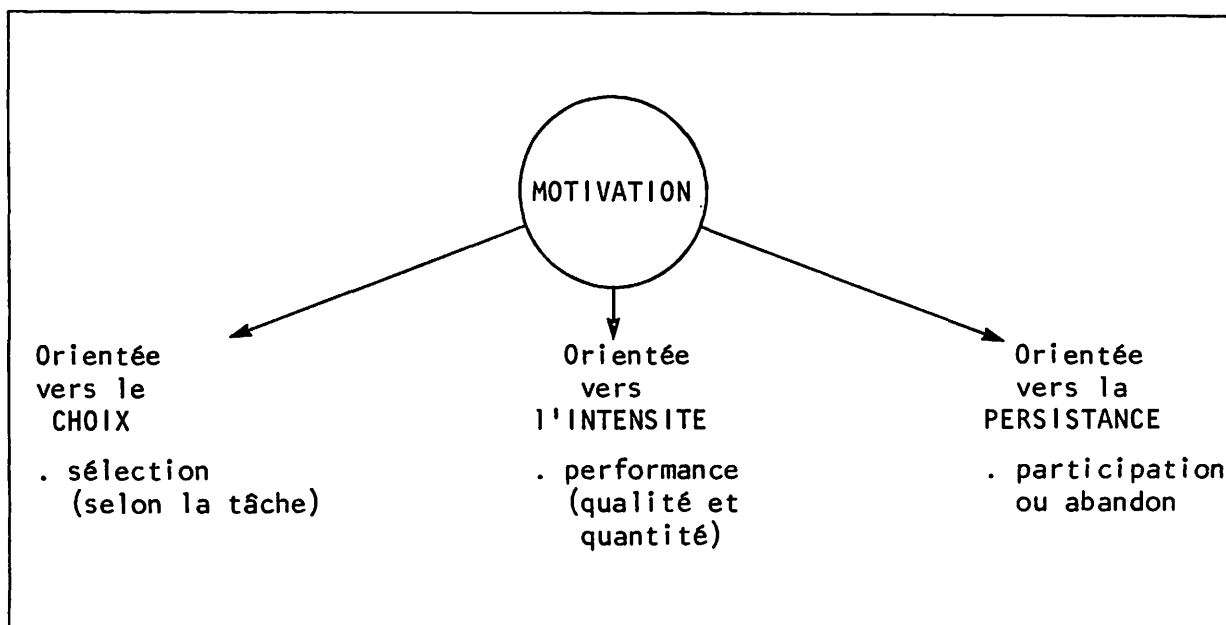 MOTIVATION
Orientée
vers le
CHOIX
. sélection
(selon la tâche)
Orientée
vers
l'INTENSITE
. performance
(qualité et
quantité)
Orientée
vers la
PERSISTANCE
. participation
ou abandon